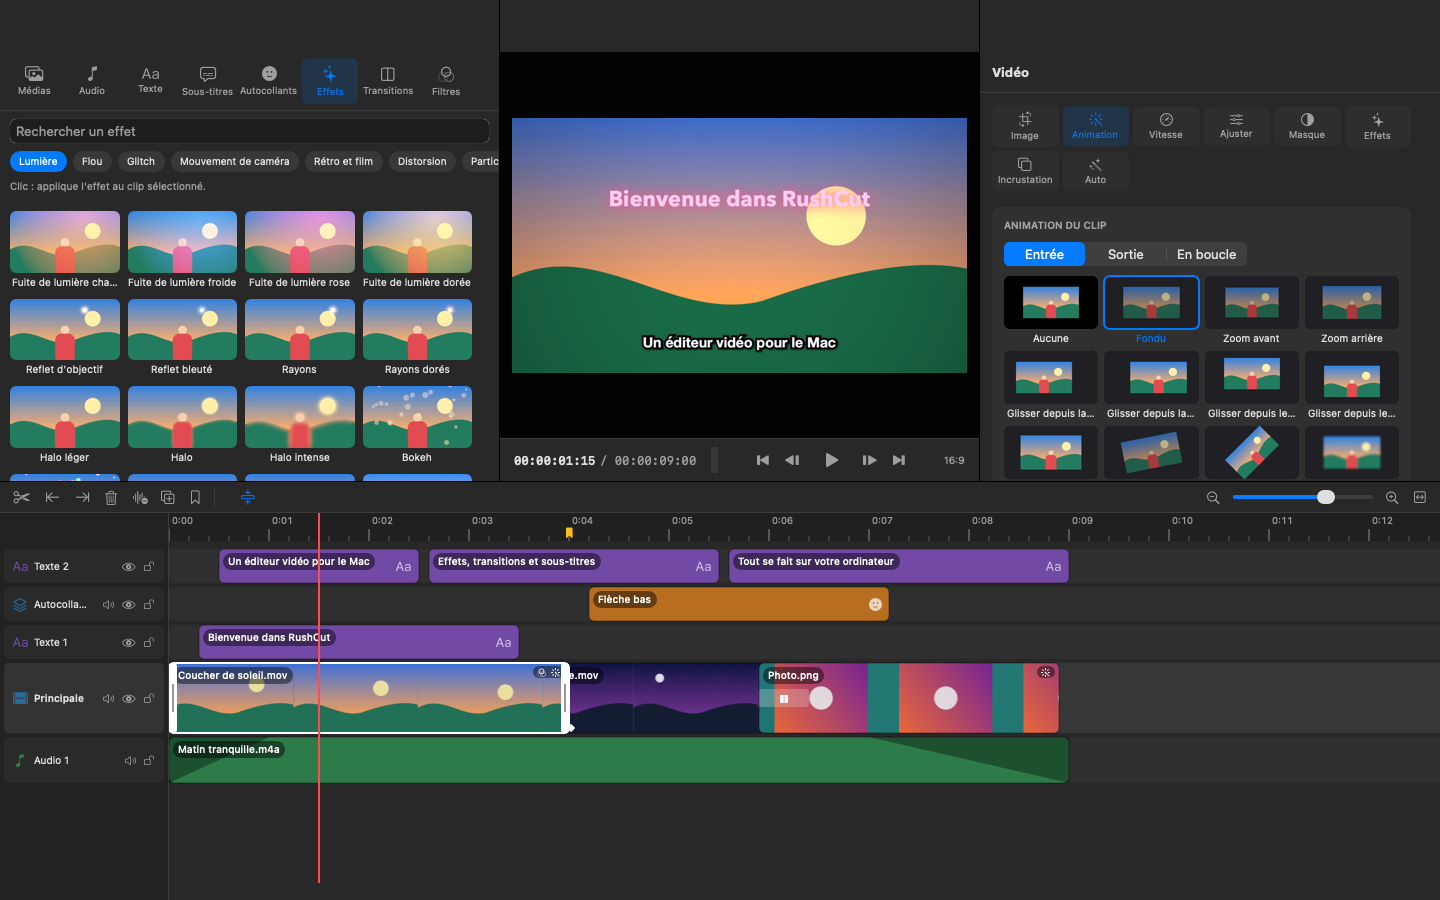 Médias
Audio
Aa
Texte
Sous-titres
Autocollants
Effets
Transitions
Filtres
Rechercher un effet
Lumière
Flou
Glitch
Mouvement de caméra
Rétro et film
Distorsion
Partic
Clic : applique l'effet au clip sélectionné.
Fuite de lumière cha...
Fuite de lumière froide
Fuite de lumière rose
Fuite de lumière dorée
Reflet d'objectif
Reflet bleuté
Rayons
Rayons dorés
Halo léger
Halo
Halo intense
Bokeh
Bienvenue dans RushCut
Un éditeur vidéo pour le Mac
00:00:01:15 / 00:00:09:00
16:9
Vidéo
Image
Animation
Vitesse
Ajuster
Masque
Effets
Incrustation
Auto
ANIMATION DU CLIP
Entrée
Sortie
En boucle
Aucune
Fondu
Zoom avant
Zoom arrière
Glisser depuis la...
Glisser depuis la...
Glisser depuis le...
Glisser depuis le...
0:00
0:01
0:02
0:03
0:04
0:05
0:06
0:07
0:08
0:09
0:10
0:11
0:12
Aa Texte 2
Un éditeur vidéo pour le Mac Aa
Effets, transitions et sous-titres Aa
Tout se fait sur votre ordinateur Aa
Autocolla...
Flèche bas
Aa Texte 1
Bienvenue dans RushCut Aa
Principale
Coucher de soleil.mov
e.mov
Photo.png
Audio 1
Matin tranquille.m4a